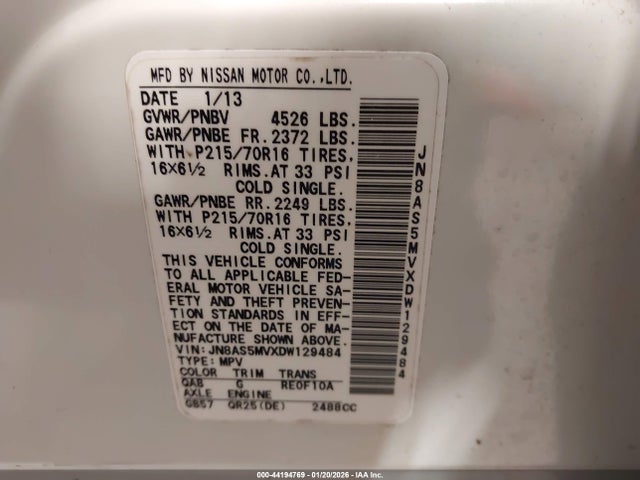 MFD BY NISSAN MOTOR CO.,LTD.
DATE 1/13
GVWR/PNBV 4526 LBS.
GAWR/PNBE FR.2372 LBS.
WITH P215/70R16 TIRES,
16×6½ RIMS.AT 33 PSI
COLD SINGLE.
GAWR/PNBE RR.2249 LBS.
WITH P215/70R16 TIRES,
16×6½ RIMS.AT 33 PSI
COLD SINGLE.
THIS VEHICLE CONFORMS
TO ALL APPLICABLE FED-
ERAL MOTOR VEHICLE SA-
FETY AND THEFT PREVEN-
TION STANDARDS IN EFF-
ECT ON THE DATE OF MA-
NUFACTURE SHOWN ABOVE.
VIN:JN8AS5MVXDW129484
TYPE:MPV
COLOR TRIM TRANS
QAB G RE0F10A
AXLE ENGINE
GB57 QR25(DE) 2488CC
JN8AS5MVXDW129484
000-44194769 - 01/20/2026 - IAA Inc.